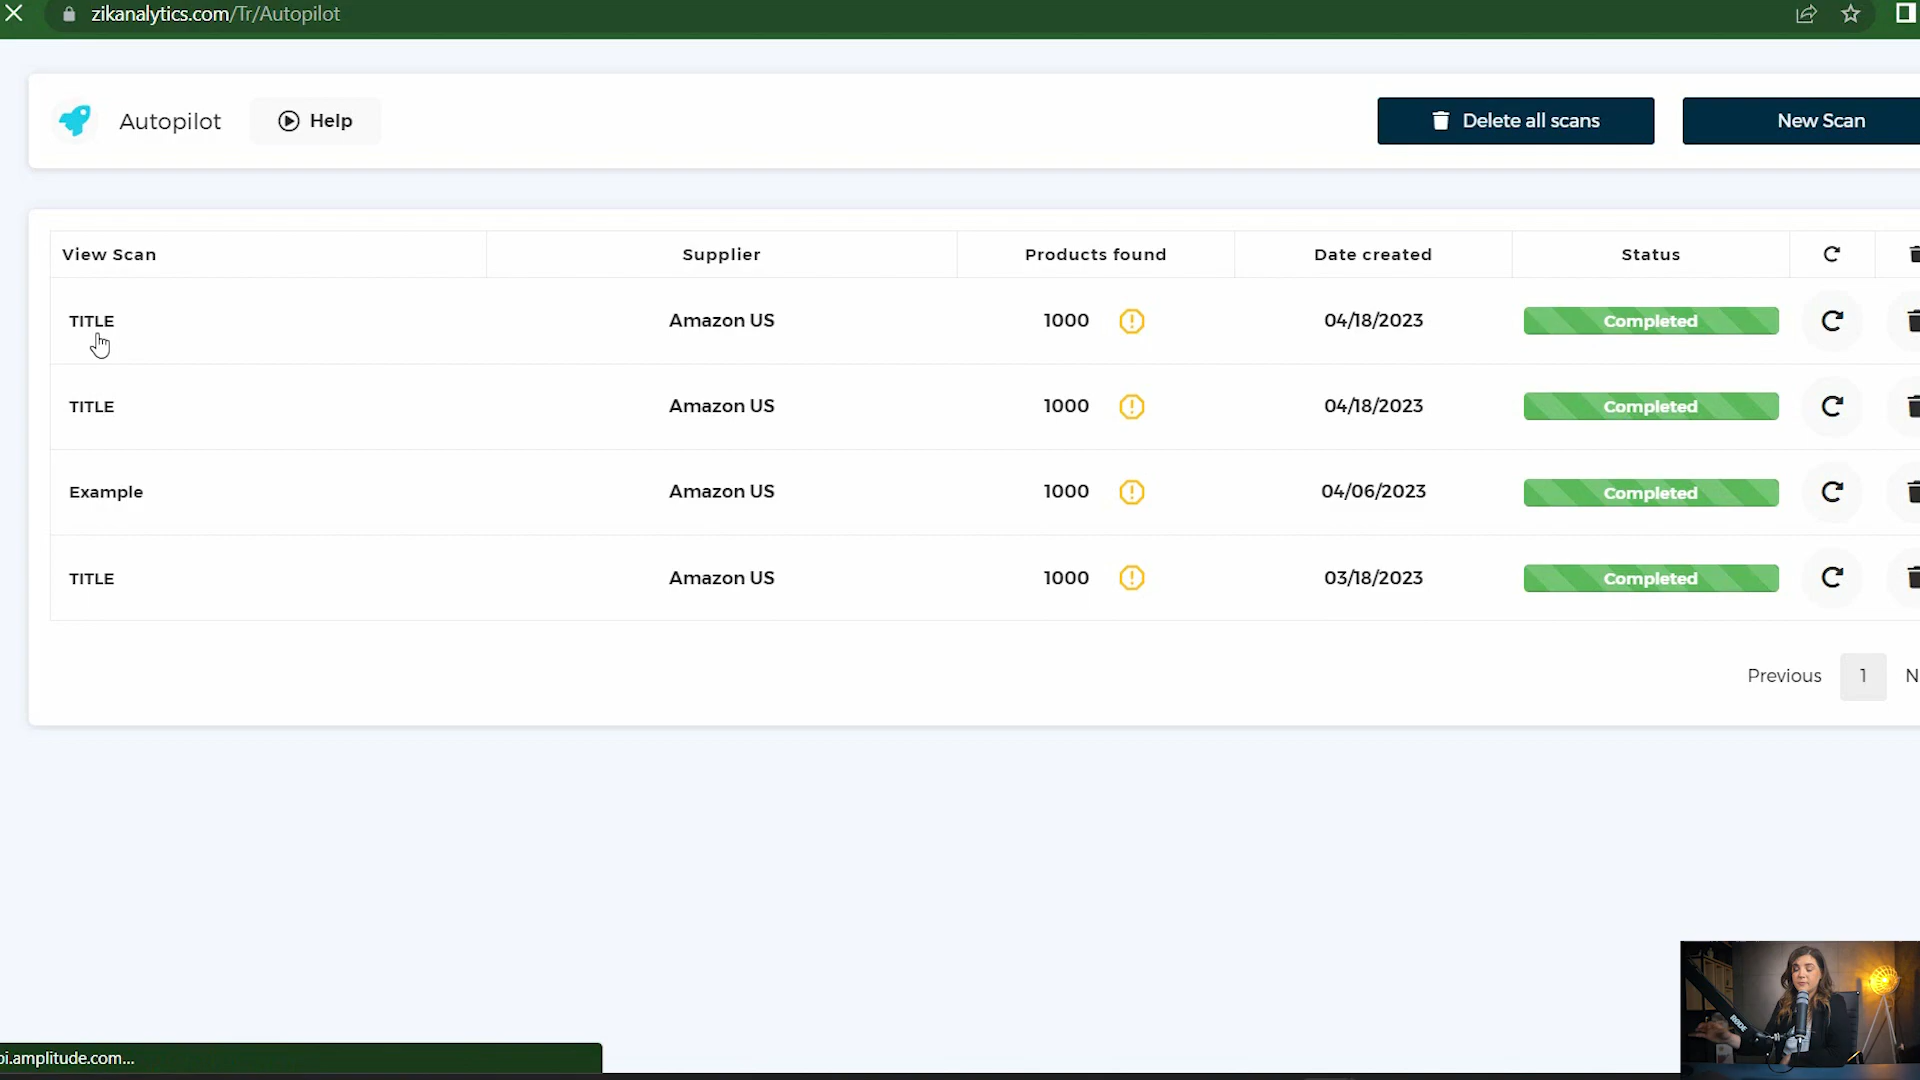 zikanalytics.com/Tr/Autopilot
Autopilot
Help
Delete all scans
New Scan
View Scan Supplier Products found Date created Status
TITLE Amazon US 1000 04/18/2023 Completed
TITLE Amazon US 1000 04/18/2023 Completed
Example Amazon US 1000 04/06/2023 Completed
TITLE Amazon US 1000 03/18/2023 Completed
Previous 1 N
pi.amplitude.com...
RØDE